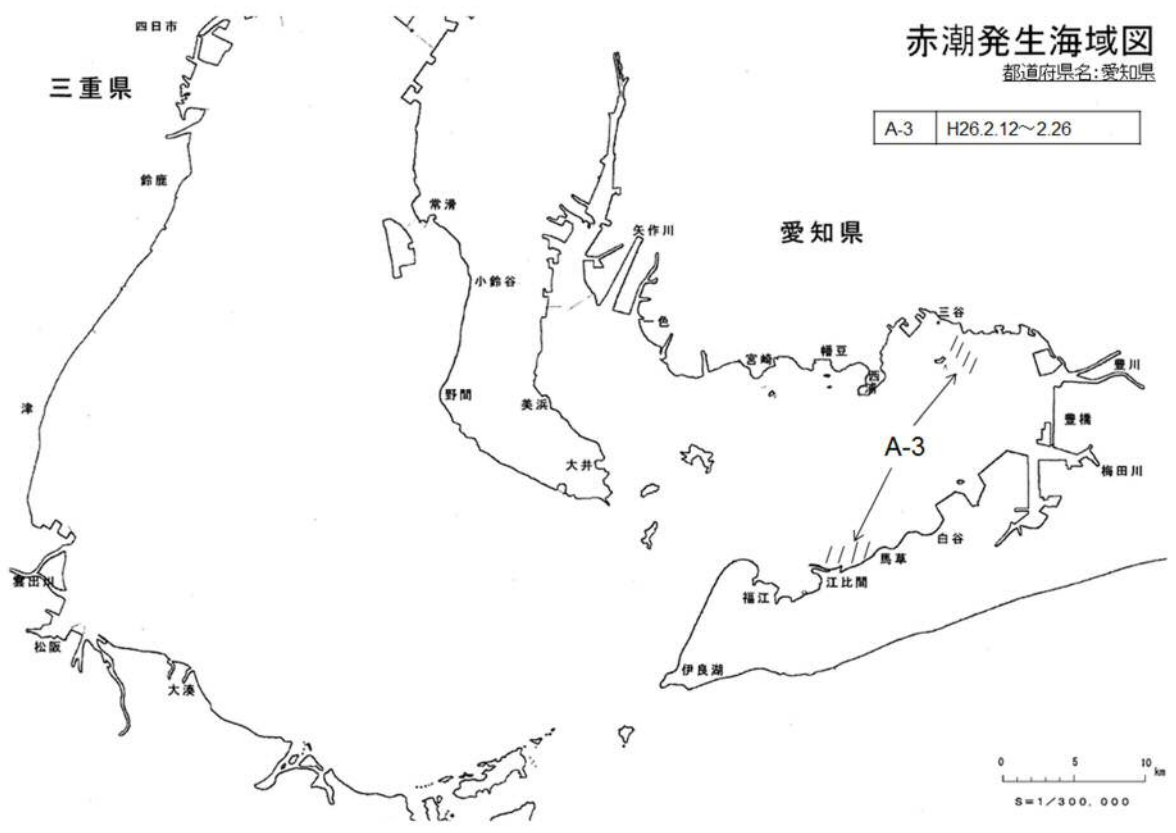 赤潮発生海域図
都道府県名:愛知県
A-3 H26.2.12～2.26
四日市
三重県
鈴鹿
常滑
矢作川
愛知県
小鈴谷
一色
三谷
宮崎
幡豆
西浦
豊川
津
野間
美浜
豊橋
大井
A-3
梅田川
白谷
馬草
江比間
雲出川
福江
松阪
伊良湖
大湊
0 5 10 km
S=1/300,000